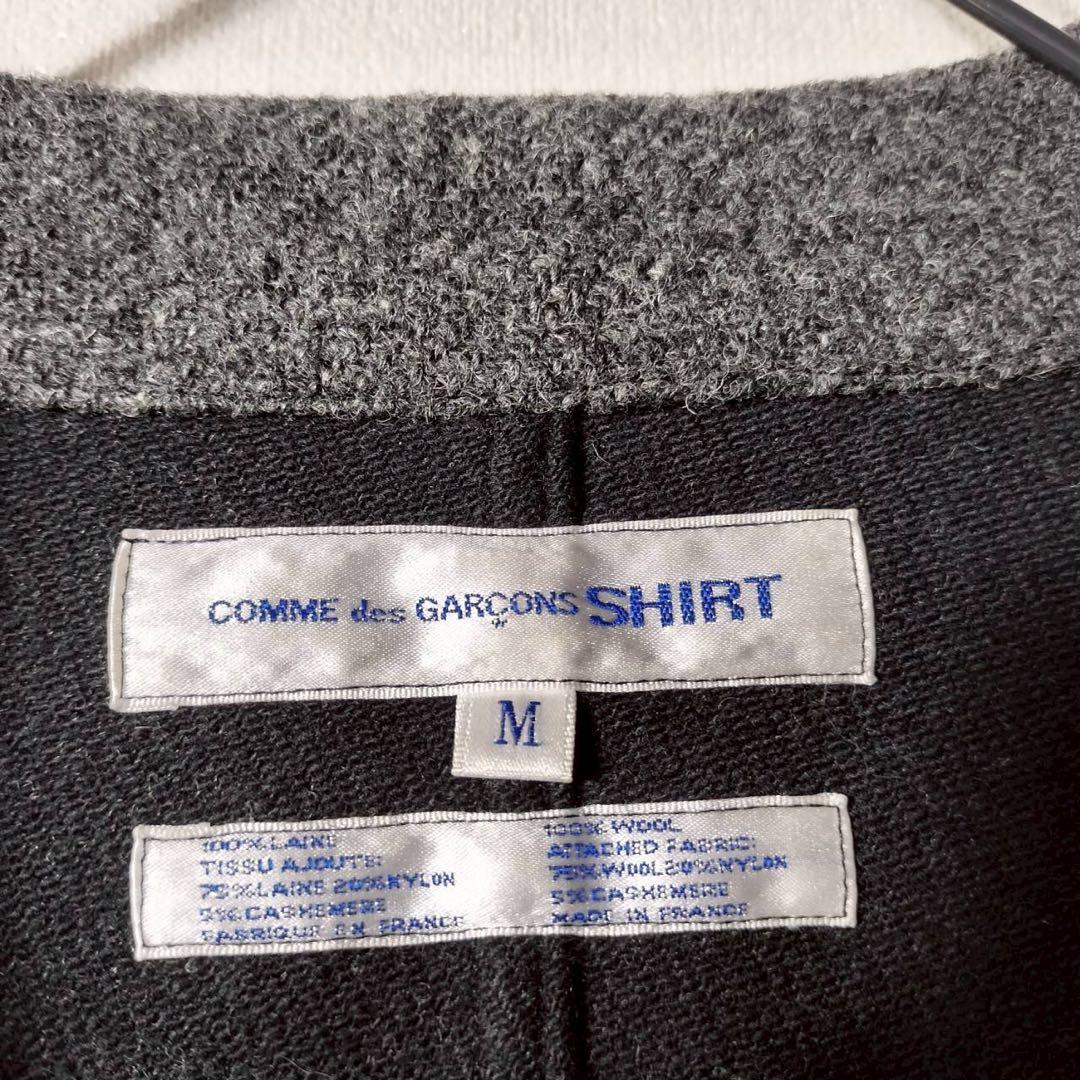 COMME des GARÇONS SHIRT
M
100% LAINE
TISSU AJOUTE:
75% LAINE 20% NYLON
5% CASHEMERE
FABRIQUE EN FRANCE
100% WOOL
ATTACHED FABRIC:
75% WOOL 20% NYLON
5% CASHEMERE
MADE IN FRANCE